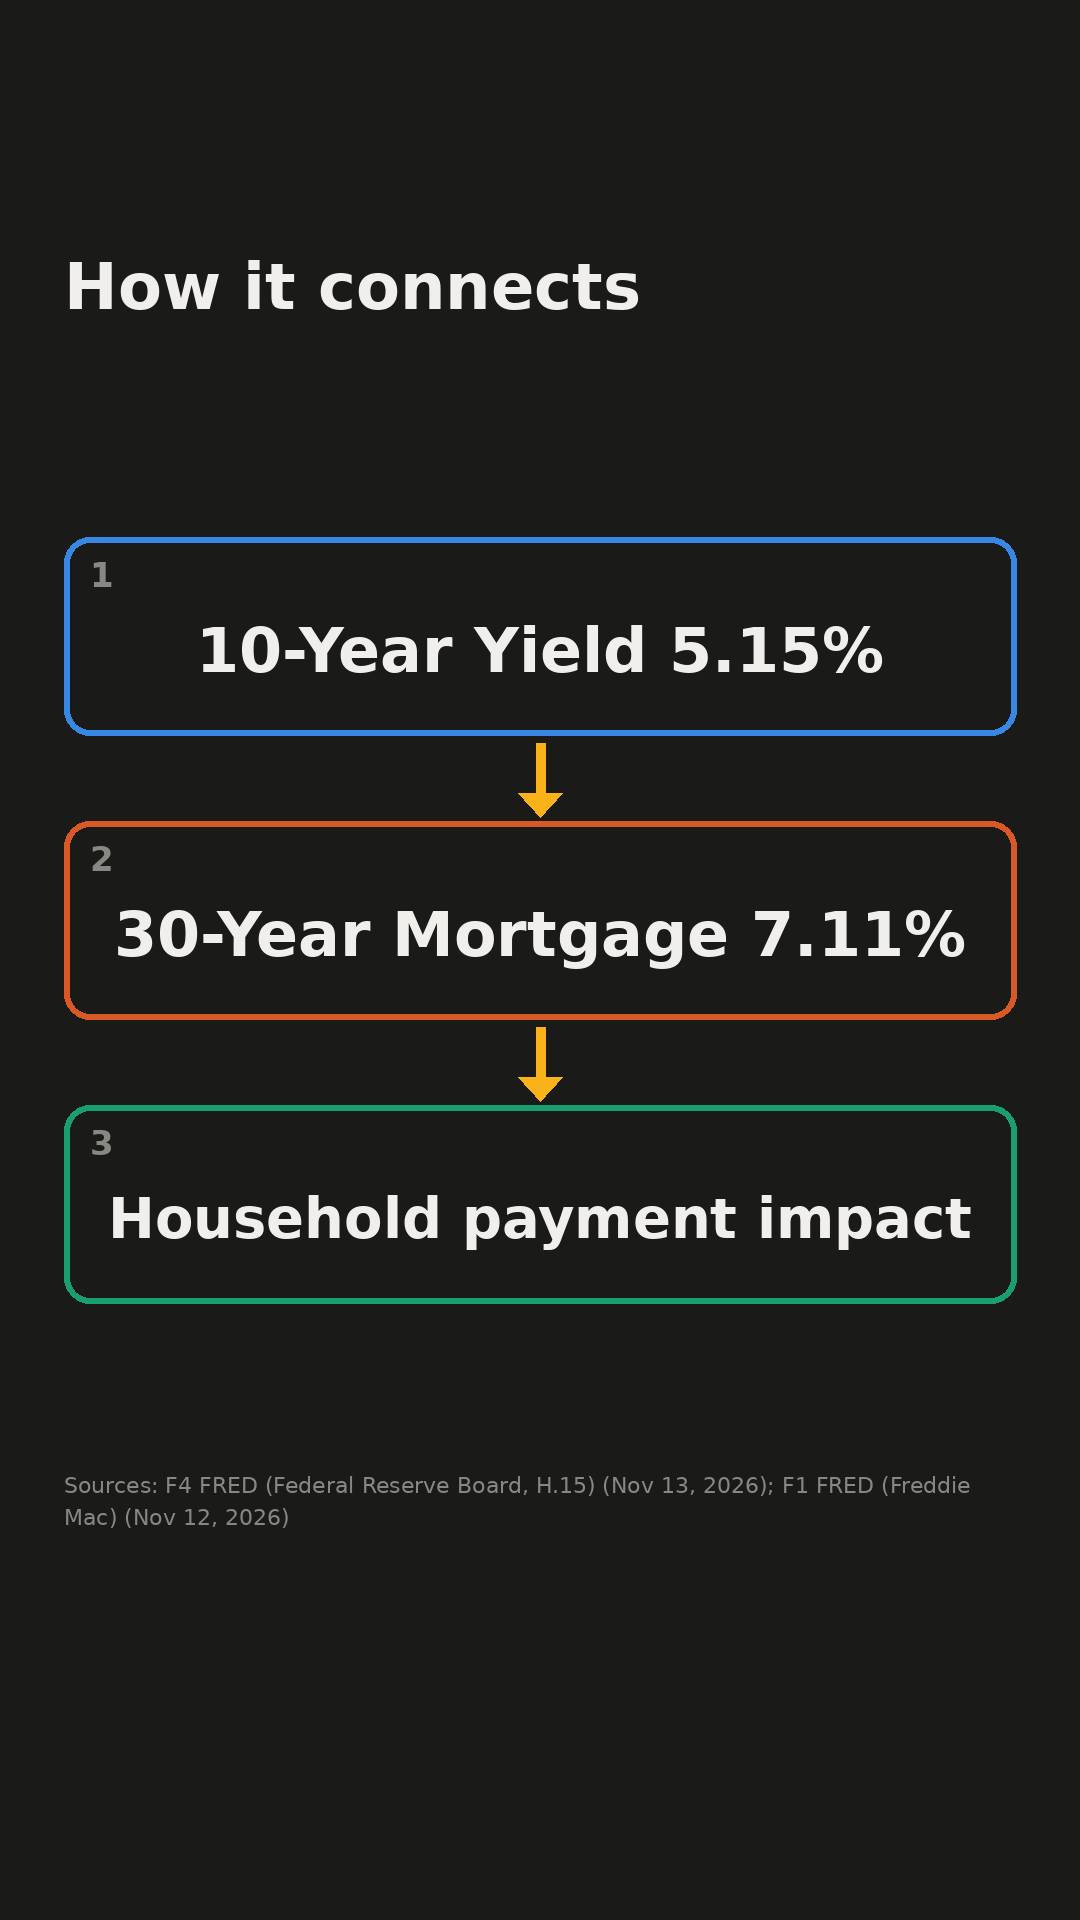 How it connects
1
10-Year Yield 5.15%
2
30-Year Mortgage 7.11%
3
Household payment impact
Sources: F4 FRED (Federal Reserve Board, H.15) (Nov 13, 2026); F1 FRED (Freddie
Mac) (Nov 12, 2026)